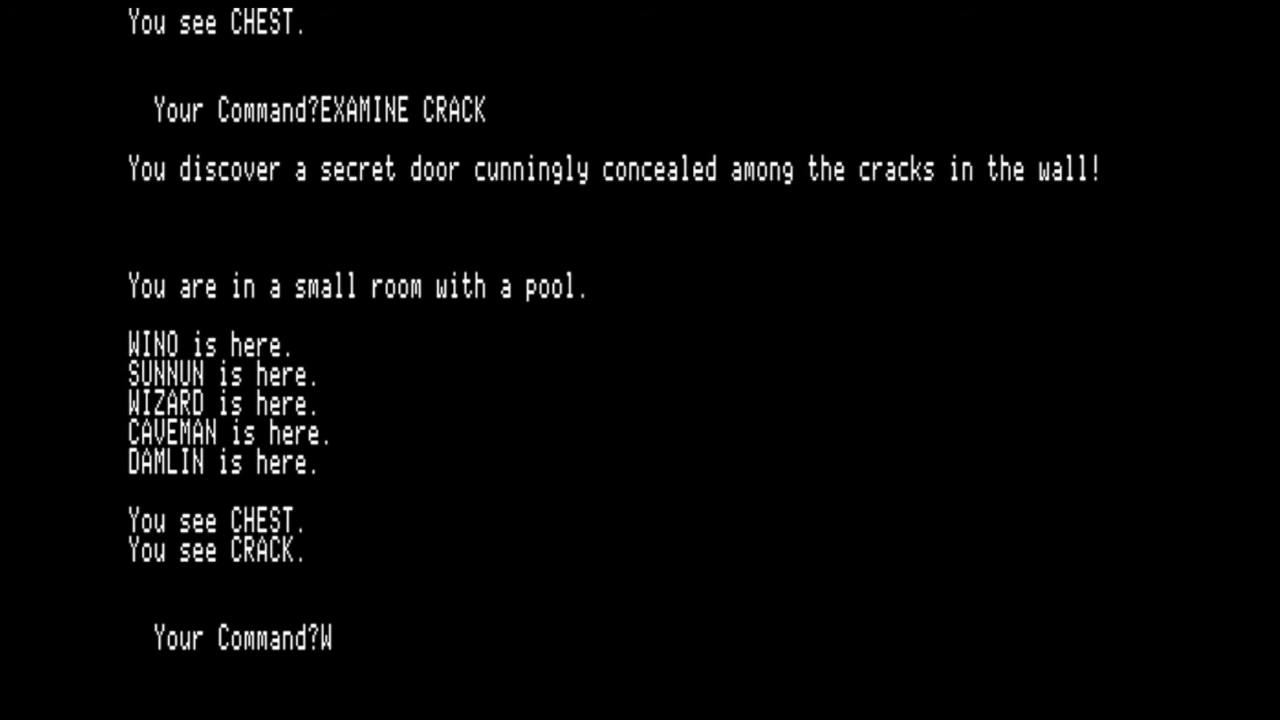 You see CHEST.
Your Command?EXAMINE CRACK
You discover a secret door cunningly concealed among the cracks in the wall!
You are in a small room with a pool.
WINO is here.
SUNNUN is here.
WIZARD is here.
CAVEMAN is here.
DAMLIN is here.
You see CHEST.
You see CRACK.
Your Command?W